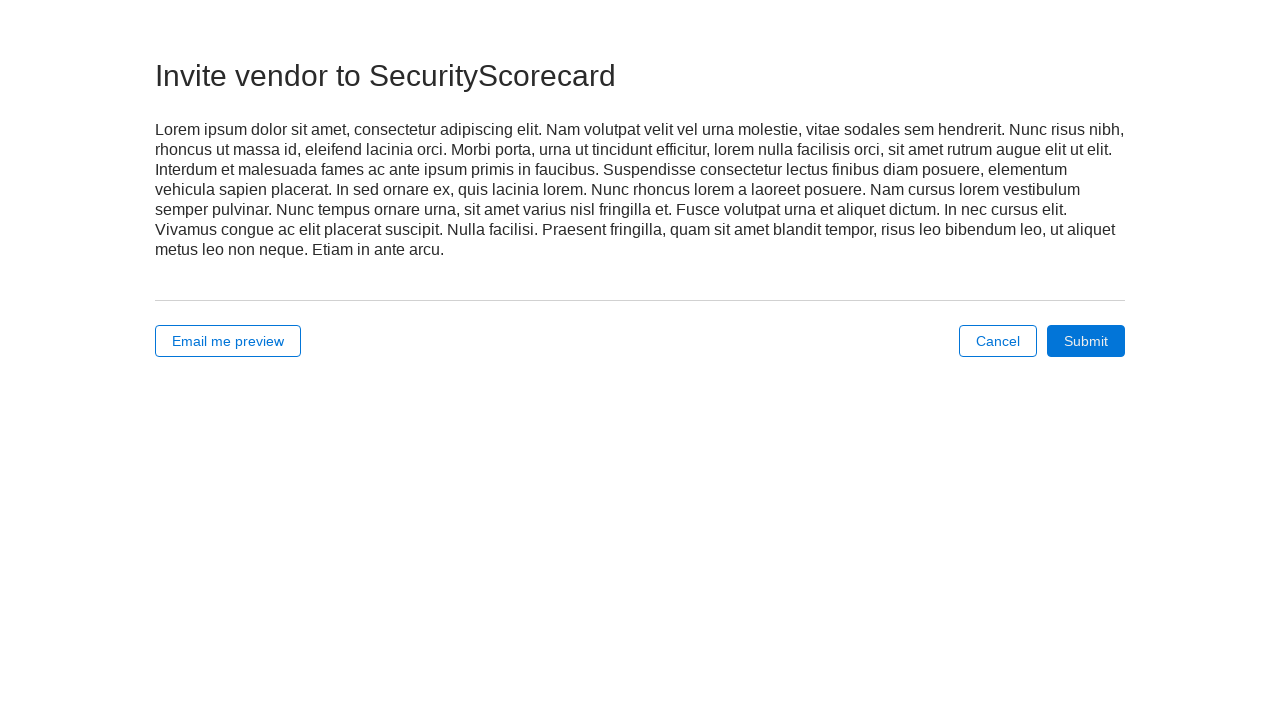 Invite vendor to SecurityScorecard
Lorem ipsum dolor sit amet, consectetur adipiscing elit. Nam volutpat velit vel urna molestie, vitae sodales sem hendrerit. Nunc risus nibh,
rhoncus ut massa id, eleifend lacinia orci. Morbi porta, urna ut tincidunt efficitur, lorem nulla facilisis orci, sit amet rutrum augue elit ut elit.
Interdum et malesuada fames ac ante ipsum primis in faucibus. Suspendisse consectetur lectus finibus diam posuere, elementum
vehicula sapien placerat. In sed ornare ex, quis lacinia lorem. Nunc rhoncus lorem a laoreet posuere. Nam cursus lorem vestibulum
semper pulvinar. Nunc tempus ornare urna, sit amet varius nisl fringilla et. Fusce volutpat urna et aliquet dictum. In nec cursus elit.
Vivamus congue ac elit placerat suscipit. Nulla facilisi. Praesent fringilla, quam sit amet blandit tempor, risus leo bibendum leo, ut aliquet
metus leo non neque. Etiam in ante arcu.
Email me preview
Cancel
Submit